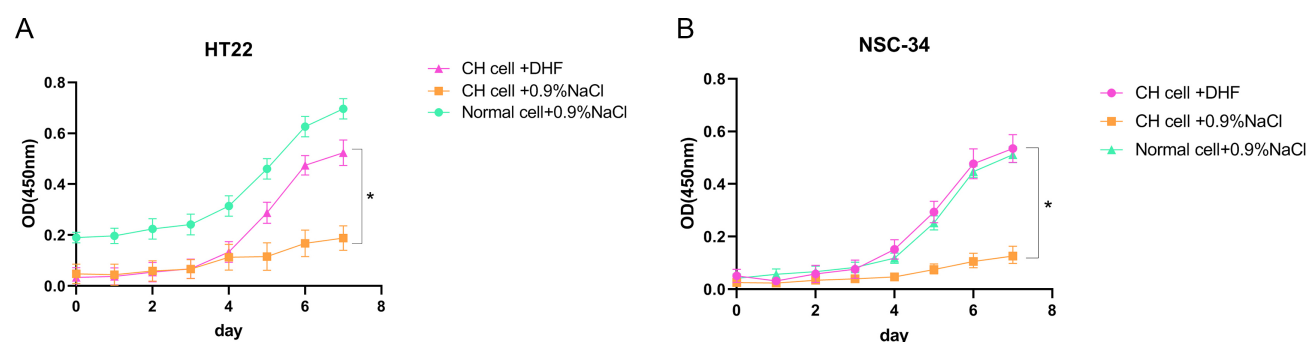 A
HT22
OD(450nm)
0.8
0.6
0.4
0.2
0.0
0
2
4
6
8
day
*
CH cell +DHF
CH cell +0.9%NaCl
Normal cell+0.9%NaCl
B
NSC-34
OD(450nm)
0.8
0.6
0.4
0.2
0.0
0
2
4
6
8
day
*
CH cell +DHF
CH cell +0.9%NaCl
Normal cell+0.9%NaCl